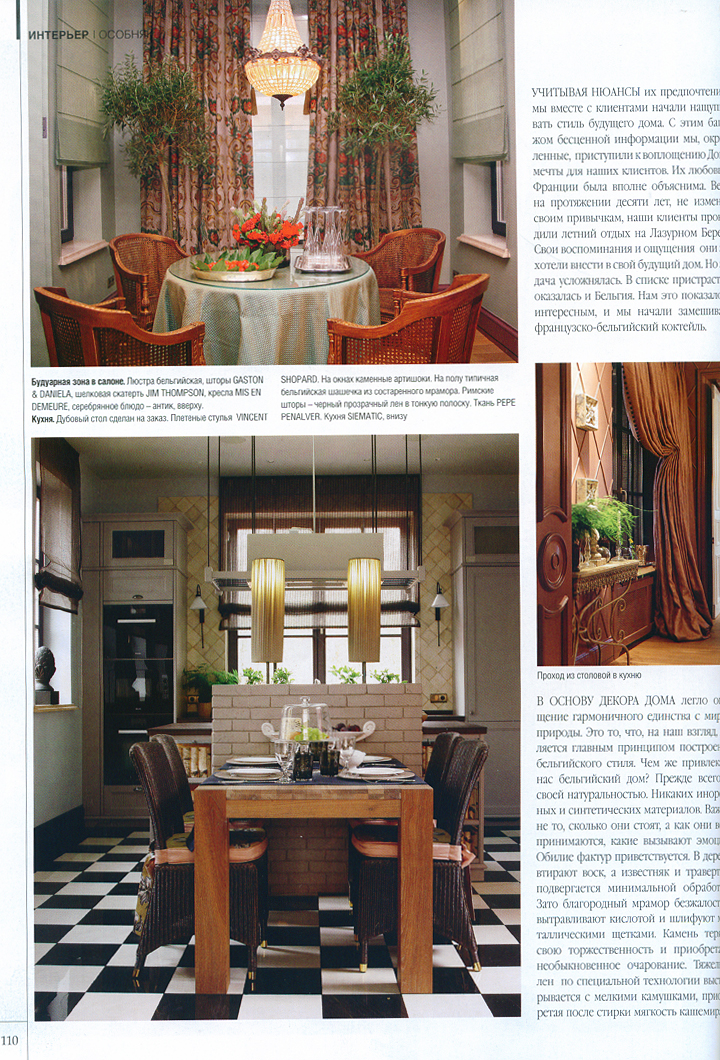 ИНТЕРЬЕР | ОСОБНЯ
УЧИТЫВАЯ НЮАНСЫ их предпочтени
мы вместе с клиентами начали нащуп
вать стиль будущего дома. С этим баг
жом бесценной информации мы, окр
ленные, приступили к воплощению До
мечты для наших клиентов. Их любов
Франции была вполне объяснима. Ве
на протяжении десяти лет, не измен
своим привычкам, наши клиенты про
дили летний отдых на Лазурном Бере
Свои воспоминания и ощущения они
хотели внести в свой будущий дом. Но
дача усложнялась. В списке пристраст
оказалась и Бельгия. Нам это показало
интересным, и мы начали замешива
французско-бельгийский коктейль.
Будуарная зона в салоне. Люстра бельгийская, шторы GASTON
& DANIELA, шелковая скатерть JIM THOMPSON, кресла MIS EN
DEMEURE, серебрянное блюдо – антик, вверху.
Кухня. Дубовый стол сделан на заказ. Плетеные стулья VINCENT
SHOPARD. На окнах каменные артишоки. На полу типичная
бельгийская шашечка из состаренного мрамора. Римские
шторы – черный прозрачный лен в тонкую полоску. Ткань PEPE
PENALVER. Кухня SIEMATIC, внизу
Проход из столовой в кухню
В ОСНОВУ ДЕКОРА ДОМА легло о
щение гармоничного единства с мир
природы. Это то, что, на наш взгляд,
ляется главным принципом построен
бельгийского стиля. Чем же привлек
нас бельгийский дом? Прежде всего
своей натуральностью. Никаких инор
ных и синтетических материалов. Важ
не то, сколько они стоят, а как они в
принимаются, какие вызывают эмоц
Обилие фактур приветствуется. В дере
втирают воск, а известняк и траверт
подвергается минимальной обработ
Зато благородный мрамор безжалост
вытравливают кислотой и шлифуют м
таллическими щетками. Камень тер
свою торжественность и приобрета
необыкновенное очарование. Тяжел
лен по специальной технологии выст
рывается с мелкими камушками, прио
ретая после стирки мягкость кашемира
110